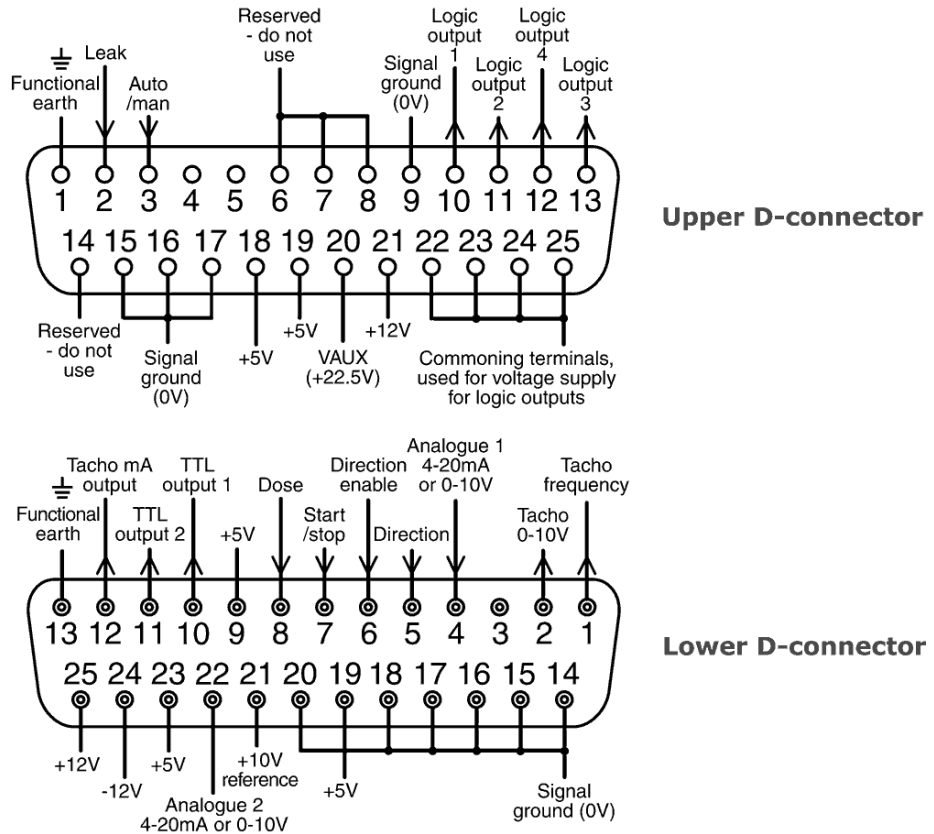 Reserved
- do not
use
Logic
output
1
Logic
output
4
Leak
Functional
earth
Auto
/man
Signal
ground
(0V)
Logic
output
2
Logic
output
3
1 2 3 4 5 6 7 8 9 10 11 12 13
14 15 16 17 18 19 20 21 22 23 24 25
Upper D-connector
Reserved
- do not
use
Signal
ground
(0V)
+5V
+5V
VAUX
(+22.5V)
+12V
Commoning terminals,
used for voltage supply
for logic outputs
Functional
earth
Tacho mA
output
TTL
output 2
TTL
output 1
+5V
Dose
Start
/stop
Direction
enable
Direction
Analogue 1
4-20mA
or 0-10V
Tacho
0-10V
Tacho
frequency
13 12 11 10 9 8 7 6 5 4 3 2 1
25 24 23 22 21 20 19 18 17 16 15 14
Lower D-connector
+12V
-12V
+5V
Analogue 2
4-20mA or 0-10V
+10V
reference
+5V
Signal
ground (0V)